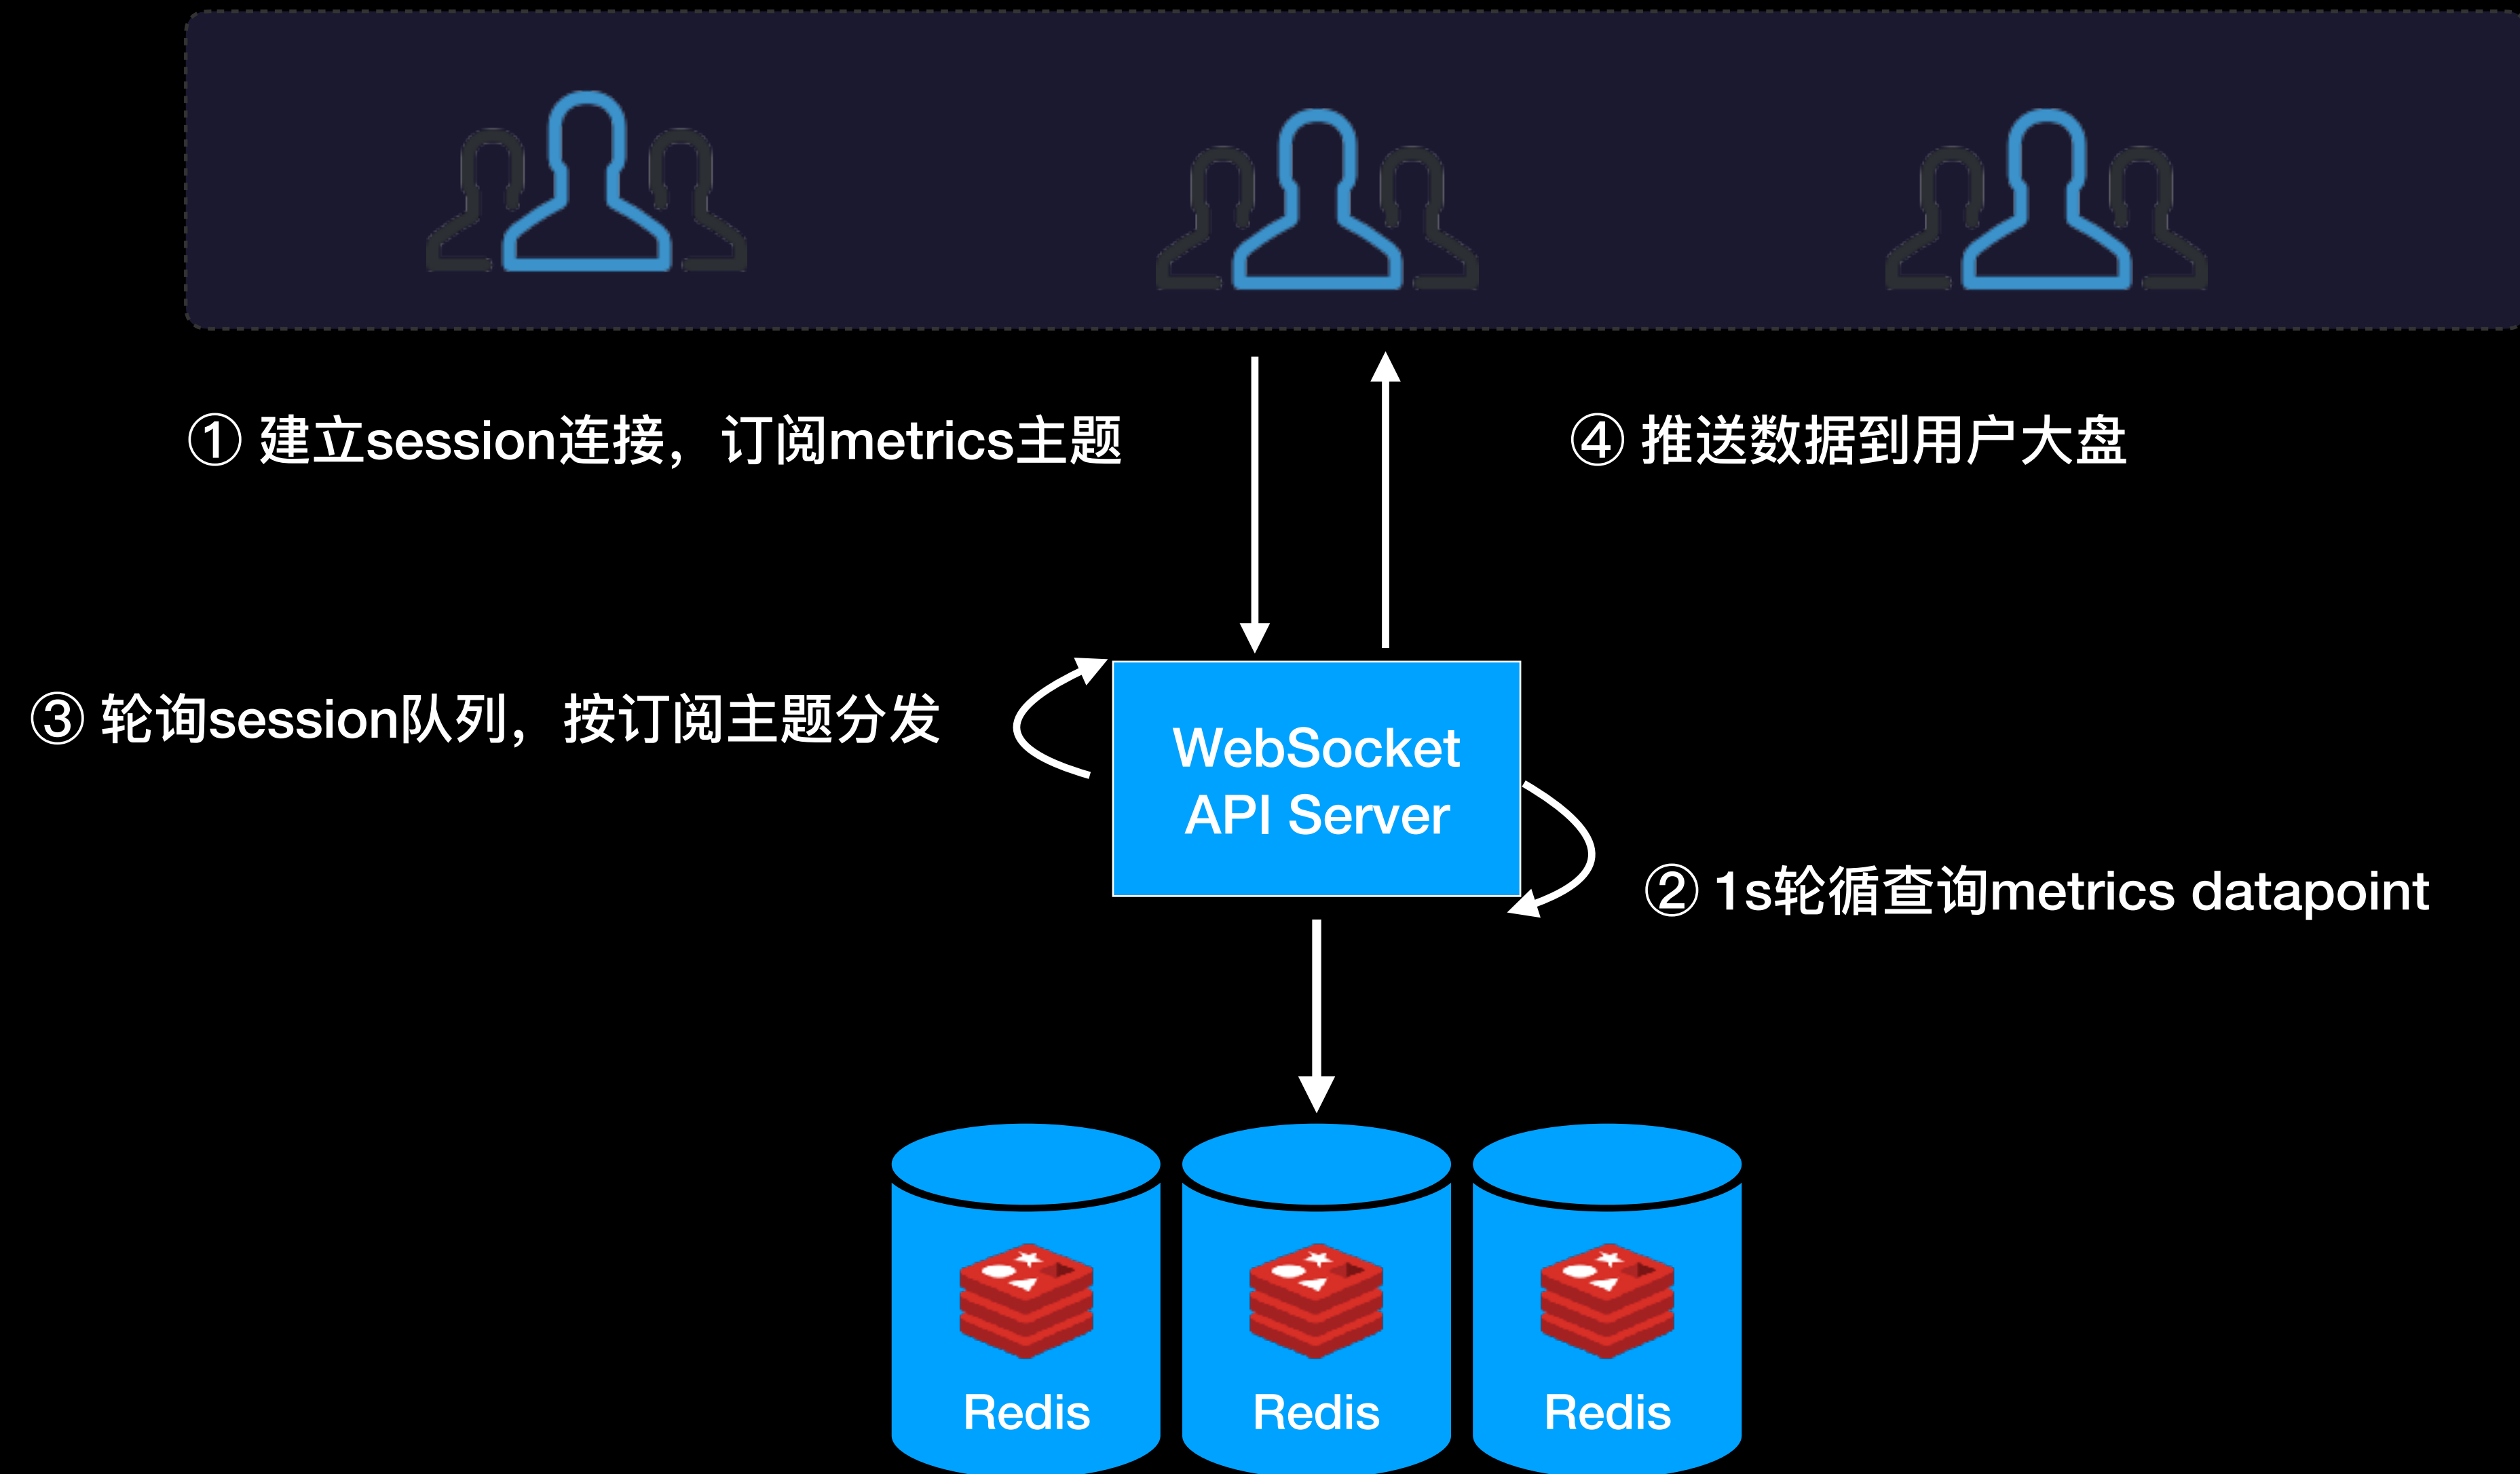 ① 建立session连接，订阅metrics主题
④ 推送数据到用户大盘
③ 轮询session队列，按订阅主题分发
WebSocket
API Server
② 1s轮循查询metrics datapoint
Redis
Redis
Redis